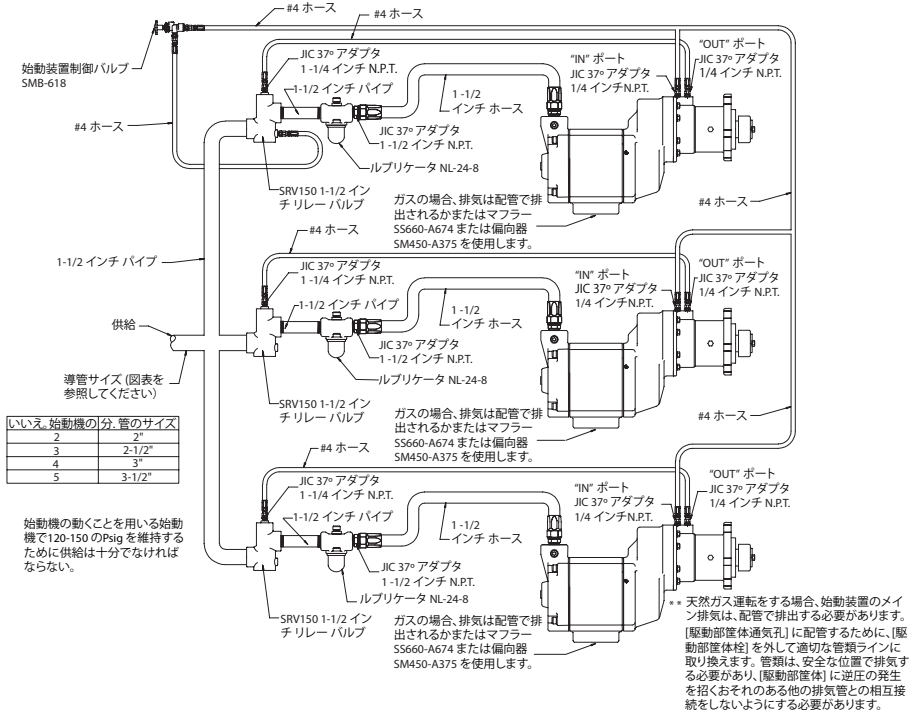 #4 ホース
#4 ホース
始動装置制御バルブ
SMB-618
JIC 37º アダプタ
1 -1/4 インチ N.P.T.
1-1/2 インチ パイプ
1 -1/2
インチ ホース
"IN" ポート
JIC 37º アダプタ
1/4 インチN.P.T.
"OUT" ポート
JIC 37º アダプタ
1/4 インチ N.P.T.
#4 ホース
JIC 37º アダプタ
1 -1/2 インチ N.P.T.
ルブリケータ NL-24-8
SRV150 1-1/2 イン
チリレー バルブ
ガスの場合、排気は配管で排
出されるかまたはマフラー
SS660-A674 または偏向器
SM450-A375 を使用します。
#4 ホース
1-1/2 インチ パイプ
#4 ホース
JIC 37º アダプタ
1 -1/4 インチ N.P.T.
1-1/2 インチ パイプ
1 -1/2
インチ ホース
"IN" ポート
JIC 37º アダプタ
1/4 インチN.P.T.
"OUT" ポート
JIC 37º アダプタ
1/4 インチ N.P.T.
供給
JIC 37º アダプタ
1 -1/2 インチ N.P.T.
ルブリケータ NL-24-8
導管サイズ (図表を
参照してください)
SRV150 1-1/2 イン
チリレー バルブ
ガスの場合、排気は配管で排
出されるかまたはマフラー
SS660-A674 または偏向器
SM450-A375 を使用します。
#4 ホース
いいえ. 始動機の 分. 管のサイズ
2 2"
3 2-1/2"
4 3"
5 3-1/2"
#4 ホース
JIC 37º アダプタ
1 -1/4 インチ N.P.T.
1-1/2 インチ パイプ
1 -1/2
インチ ホース
"IN" ポート
JIC 37º アダプタ
1/4 インチN.P.T.
"OUT" ポート
JIC 37º アダプタ
1/4 インチ N.P.T.
始動機の動くことを用いる始動
機で120-150 のPsig を維持する
ために供給は十分でなければ
ならない。
JIC 37º アダプタ
1 -1/2 インチ N.P.T.
ルブリケータ NL-24-8
SRV150 1-1/2 イン
チリレー バルブ
ガスの場合、排気は配管で排
出されるかまたはマフラー
SS660-A674 または偏向器
SM450-A375 を使用します。
** 天然ガス運転をする場合、始動装置のメイ
ン排気は、配管で排出する必要があります。
[駆動部筐体通気孔] に配管するために、[駆
動部筐体栓] を外して適切な管類ラインに
取り換えます。管類は、安全な位置で排気す
る必要があり、[駆動部筐体] に逆圧の発生
を招くおそれのある他の排気管との相互接
続をしないようにする必要があります。